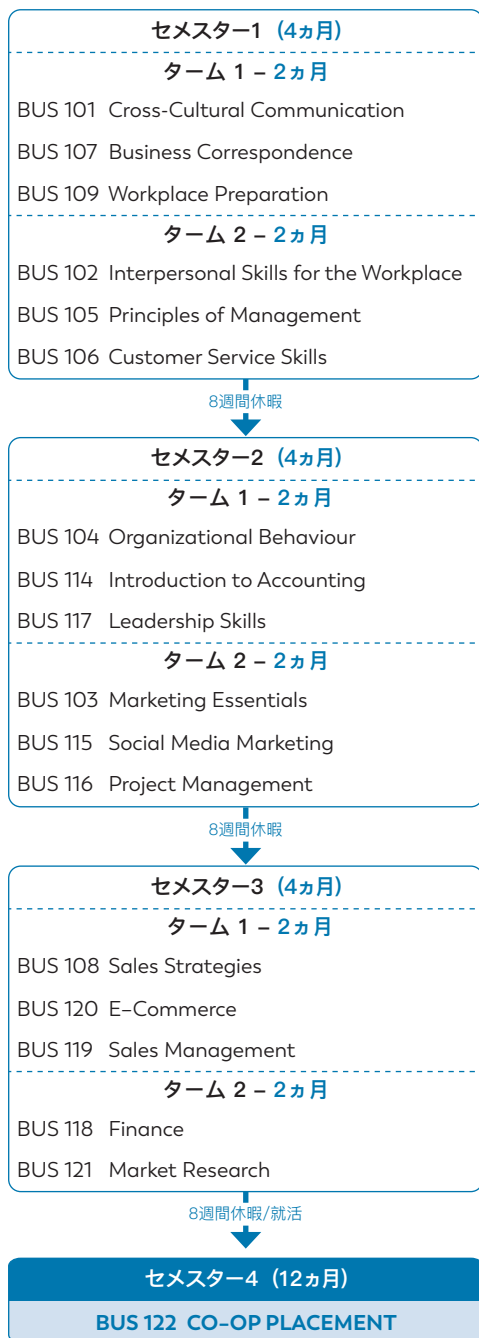 セメスター1 (4ヵ月)
ターム 1 – 2ヵ月
BUS 101 Cross-Cultural Communication
BUS 107 Business Correspondence
BUS 109 Workplace Preparation
ターム 2 – 2ヵ月
BUS 102 Interpersonal Skills for the Workplace
BUS 105 Principles of Management
BUS 106 Customer Service Skills
8週間休暇
セメスター2 (4ヵ月)
ターム 1 – 2ヵ月
BUS 104 Organizational Behaviour
BUS 114 Introduction to Accounting
BUS 117 Leadership Skills
ターム 2 – 2ヵ月
BUS 103 Marketing Essentials
BUS 115 Social Media Marketing
BUS 116 Project Management
8週間休暇
セメスター3 (4ヵ月)
ターム 1 – 2ヵ月
BUS 108 Sales Strategies
BUS 120 E–Commerce
BUS 119 Sales Management
ターム 2 – 2ヵ月
BUS 118 Finance
BUS 121 Market Research
8週間休暇/就活
セメスター4 (12ヵ月)
BUS 122 CO–OP PLACEMENT